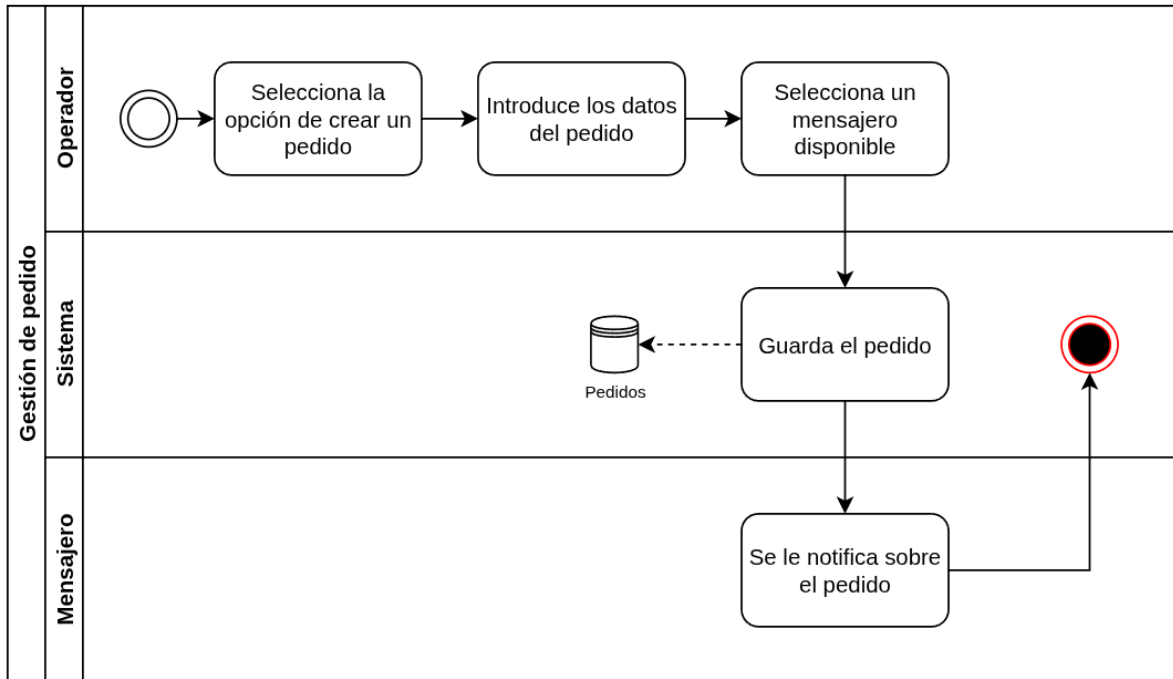 Gestión de pedido
Operador
Selecciona la
opción de crear un
pedido
Introduce los datos
del pedido
Selecciona un
mensajero
disponible
Sistema
Pedidos
Guarda el pedido
Mensajero
Se le notifica sobre
el pedido